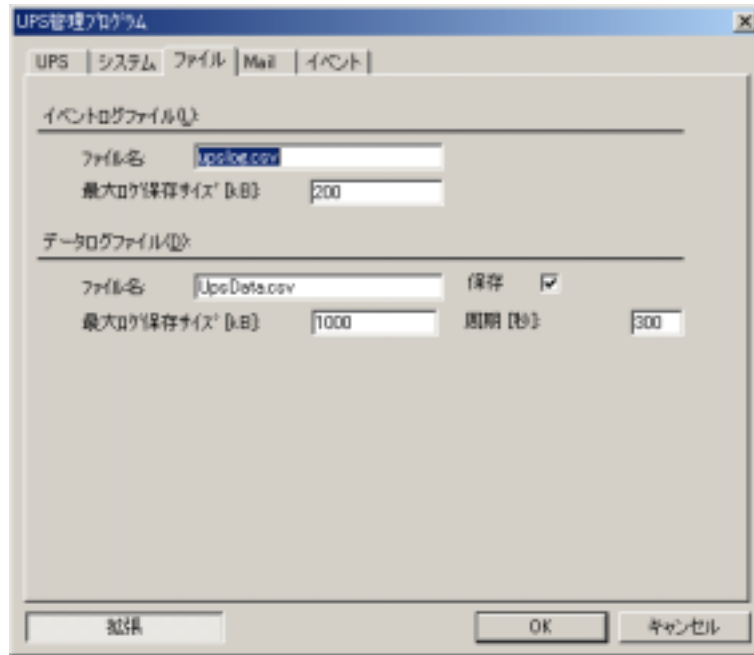 UPS管理プログラム
UPS システム ファイル Mail イベント
イベントログファイル(L):
ファイル名: upslog.csv
最大ログ保存サイズ [kB]: 200
データログファイル(D):
ファイル名: UpsData.csv 保存
最大ログ保存サイズ [kB]: 1000 周期 [秒]: 300
拡張 OK キャンセル